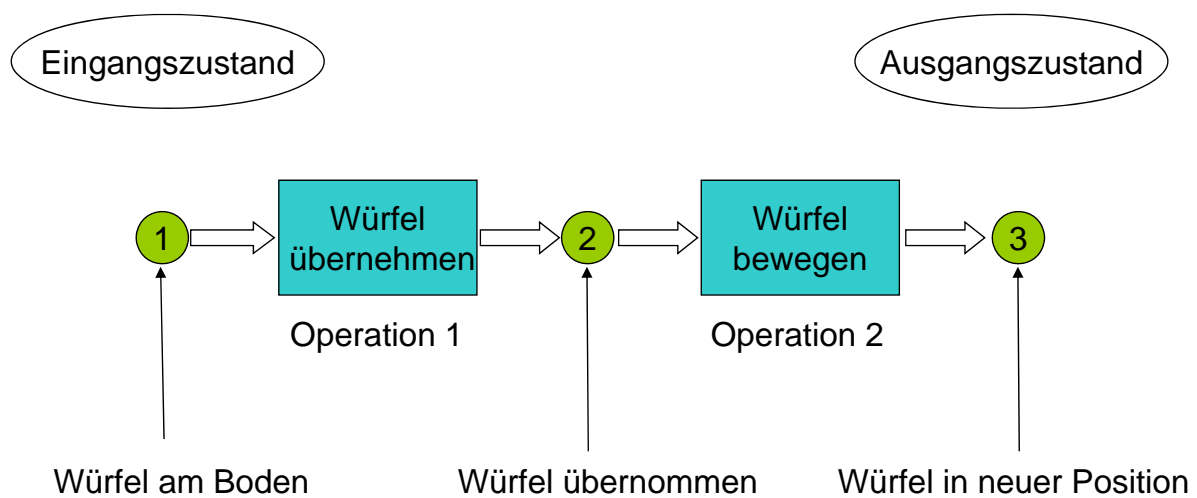 Eingangszustand
Ausgangszustand
1
Würfel
übernehmen
2
Würfel
bewegen
3
Operation 1
Operation 2
Würfel am Boden
Würfel übernommen
Würfel in neuer Position